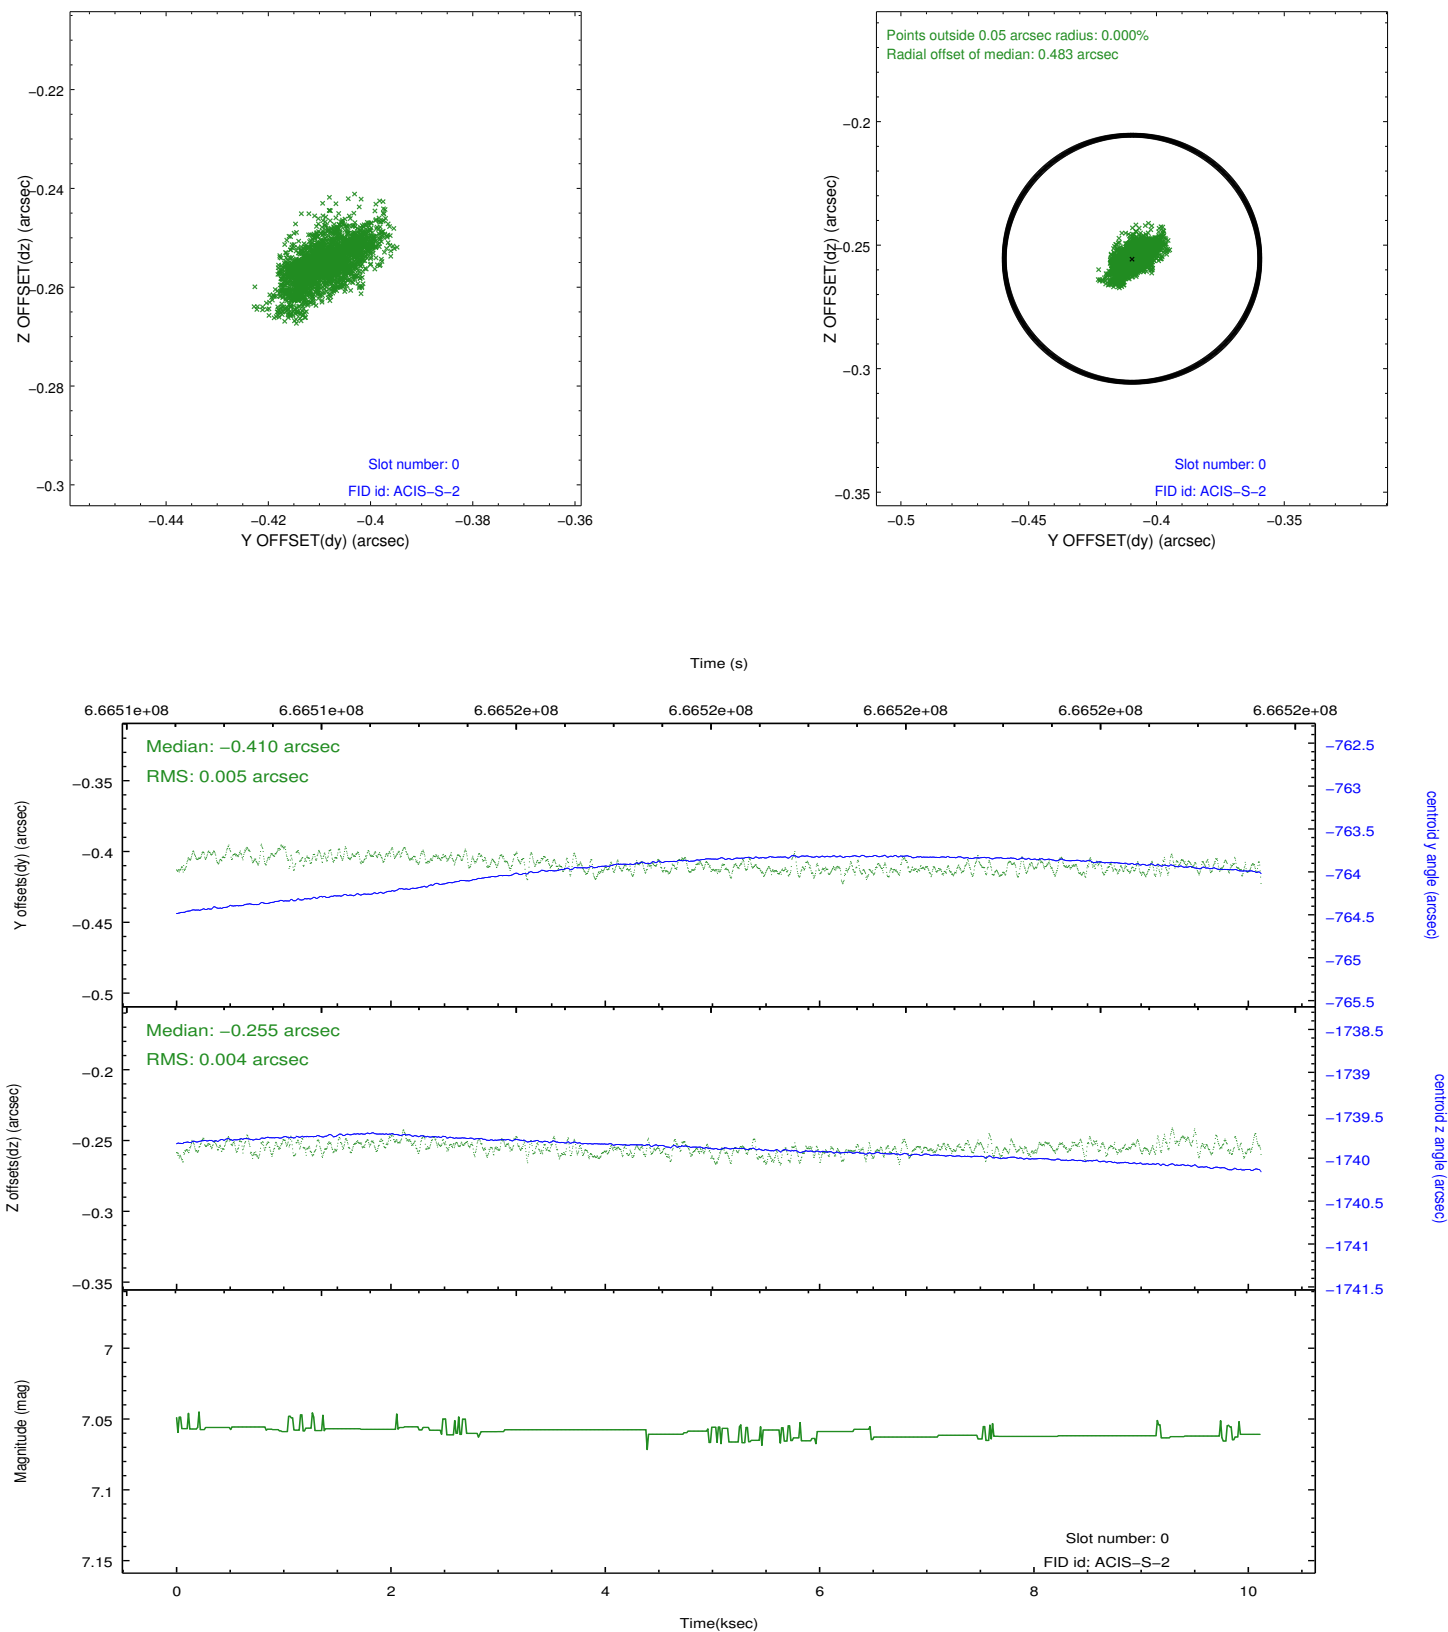 Points outside 0.05 arcsec radius: 0.000%
Radial offset of median: 0.483 arcsec
−0.22
−0.24
−0.26
−0.28
−0.3
Z OFFSET(dz) (arcsec)
Slot number: 0
FID id: ACIS−S−2
−0.44 −0.42 −0.4 −0.38 −0.36
Y OFFSET(dy) (arcsec)
−0.2
−0.25
−0.3
−0.35
Z OFFSET(dz) (arcsec)
Slot number: 0
FID id: ACIS−S−2
−0.5 −0.45 −0.4 −0.35
Y OFFSET(dy) (arcsec)
Time (s)
6.6651e+08 6.6651e+08 6.6652e+08 6.6652e+08 6.6652e+08 6.6652e+08 6.6652e+08
Median: −0.410 arcsec
RMS: 0.005 arcsec
−0.35
−0.4
−0.45
−0.5
Y offsets(dy) (arcsec)
−762.5
−763
−763.5
−764
−764.5
−765
−765.5
centroid y angle (arcsec)
Median: −0.255 arcsec
RMS: 0.004 arcsec
−0.2
−0.25
−0.3
−0.35
Z offsets(dz) (arcsec)
−1738.5
−1739
−1739.5
−1740
−1740.5
−1741
−1741.5
centroid z angle (arcsec)
7
7.05
7.1
7.15
Magnitude (mag)
Slot number: 0
FID id: ACIS−S−2
0 2 4 6 8 10
Time(ksec)